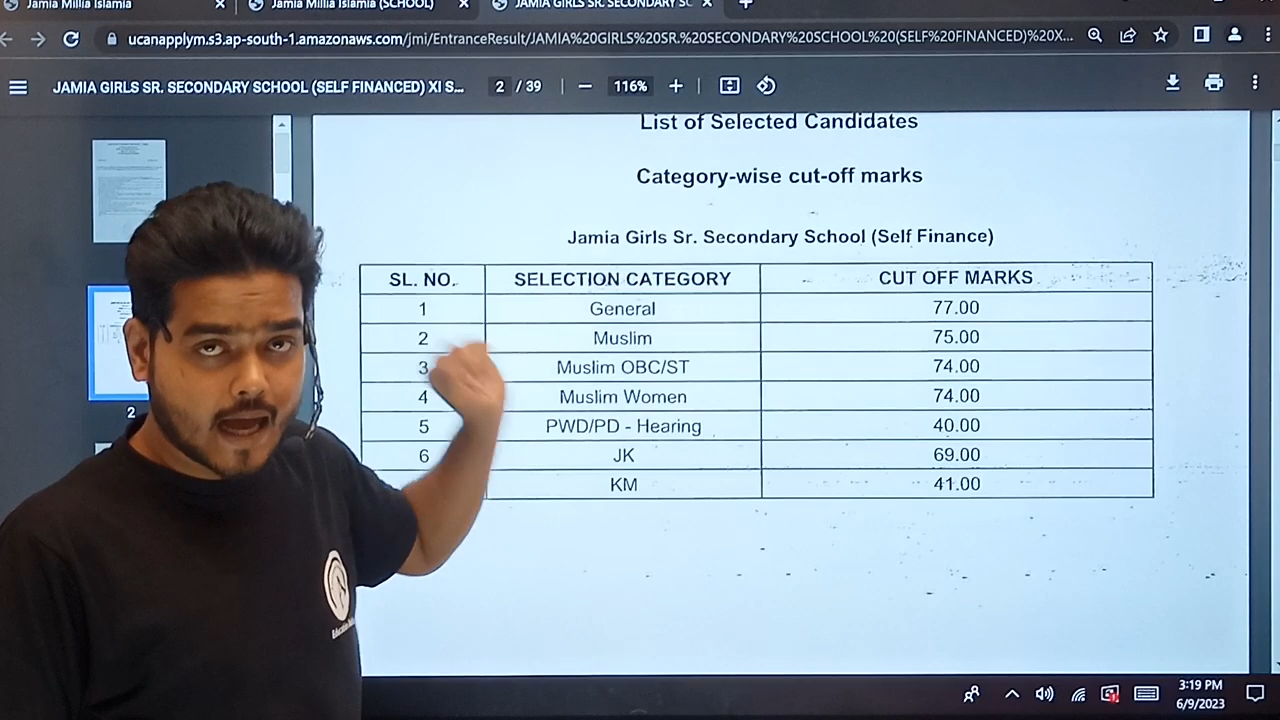 Jamia Millia Islamia
Jamia Millia Islamia (SCHOOL)
JAMIA GIRLS SR. SECONDARY SC
ucanapplym.s3.ap-south-1.amazonaws.com/jmi/EntranceResult/JAMIA%20GIRLS%20SR.%20SECONDARY%20SCHOOL%20(SELF%20FINANCED)%20X...
JAMIA GIRLS SR. SECONDARY SCHOOL (SELF FINANCED) XI S...
2 / 39
116%
List of Selected Candidates
Category-wise cut-off marks
Jamia Girls Sr. Secondary School (Self Finance)
SL. NO. SELECTION CATEGORY CUT OFF MARKS
1 General 77.00
2 Muslim 75.00
3 Muslim OBC/ST 74.00
4 Muslim Women 74.00
5 PWD/PD - Hearing 40.00
6 JK 69.00
KM 41.00
2
3:19 PM
6/9/2023